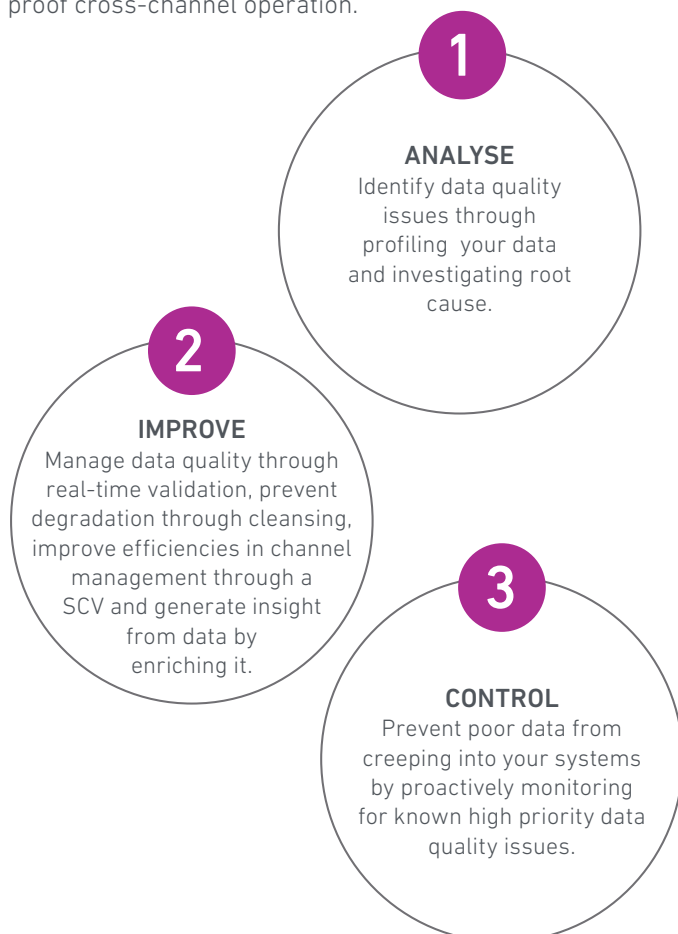 proof cross-channel operation.
1
ANALYSE
Identify data quality
issues through
profiling your data
and investigating root
cause.
2
IMPROVE
Manage data quality through
real-time validation, prevent
degradation through cleansing,
improve efficiencies in channel
management through a
SCV and generate insight
from data by
enriching it.
3
CONTROL
Prevent poor data from
creeping into your systems
by proactively monitoring
for known high priority data
quality issues.